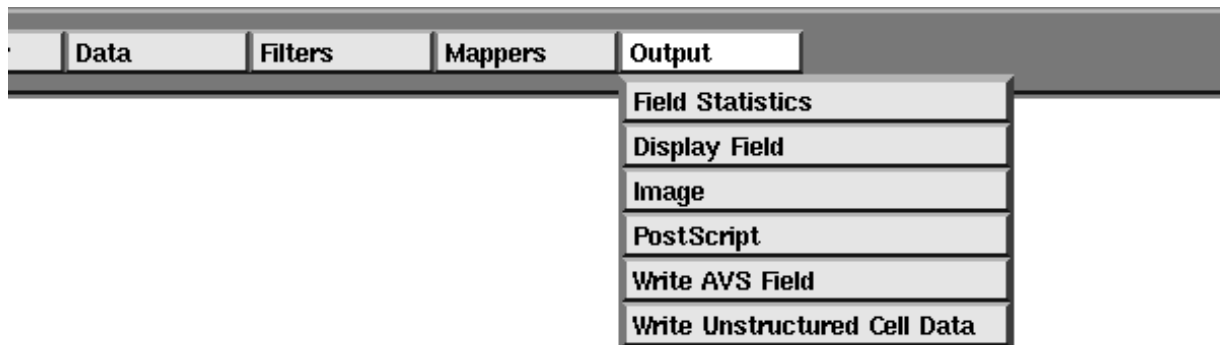 Data Filters Mappers Output
Field Statistics
Display Field
Image
PostScript
Write AVS Field
Write Unstructured Cell Data